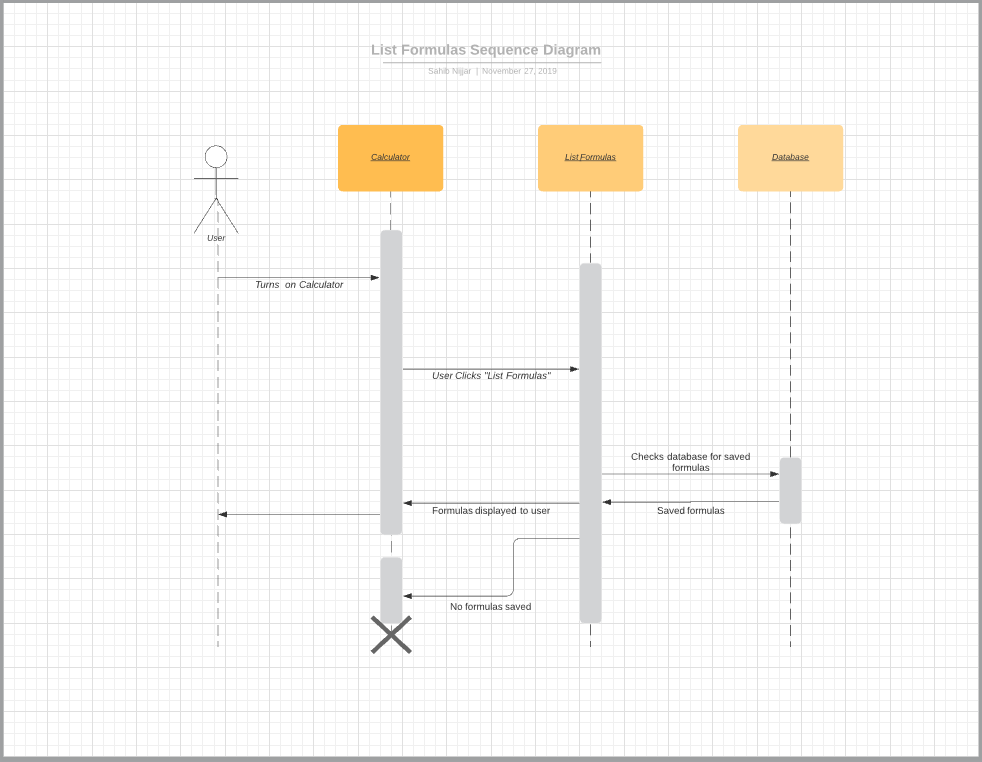 List Formulas Sequence Diagram
Sahib Nijjar | November 27, 2019
Calculator
List Formulas
Database
User
Turns on Calculator
User Clicks "List Formulas"
Checks database for saved
formulas
Formulas displayed to user
Saved formulas
No formulas saved